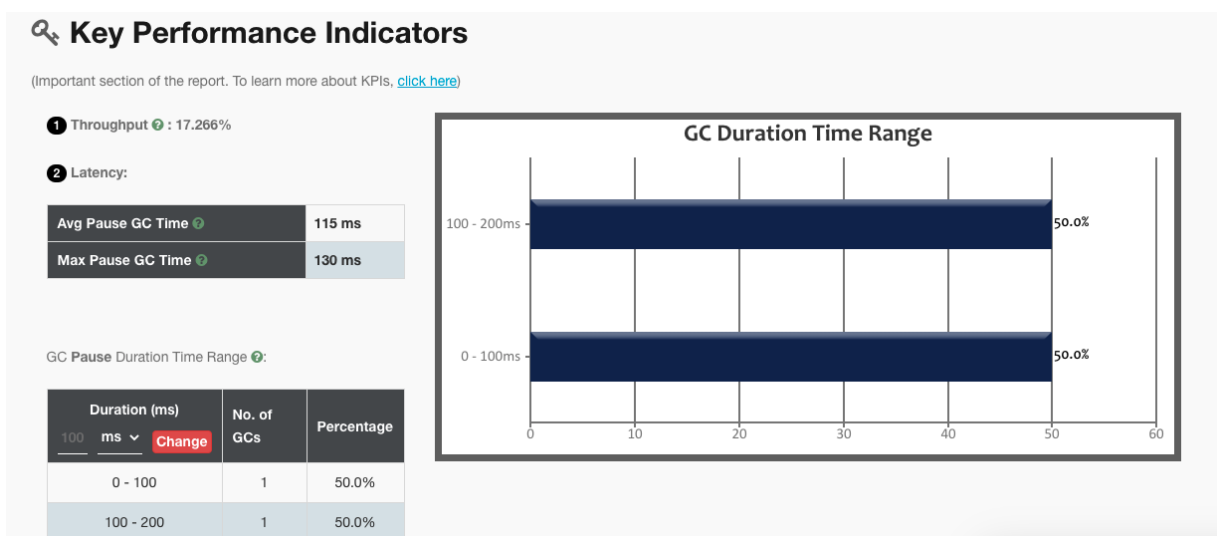 Key Performance Indicators
(Important section of the report. To learn more about KPIs, click here)
1 Throughput ? : 17.266%
2 Latency:
Avg Pause GC Time ? 115 ms
Max Pause GC Time ? 130 ms
GC Pause Duration Time Range ?:
Duration (ms) No. of GCs Percentage
100 ms Change
0 - 100 1 50.0%
100 - 200 1 50.0%
GC Duration Time Range
100 - 200ms 50.0%
0 - 100ms 50.0%
0 10 20 30 40 50 60